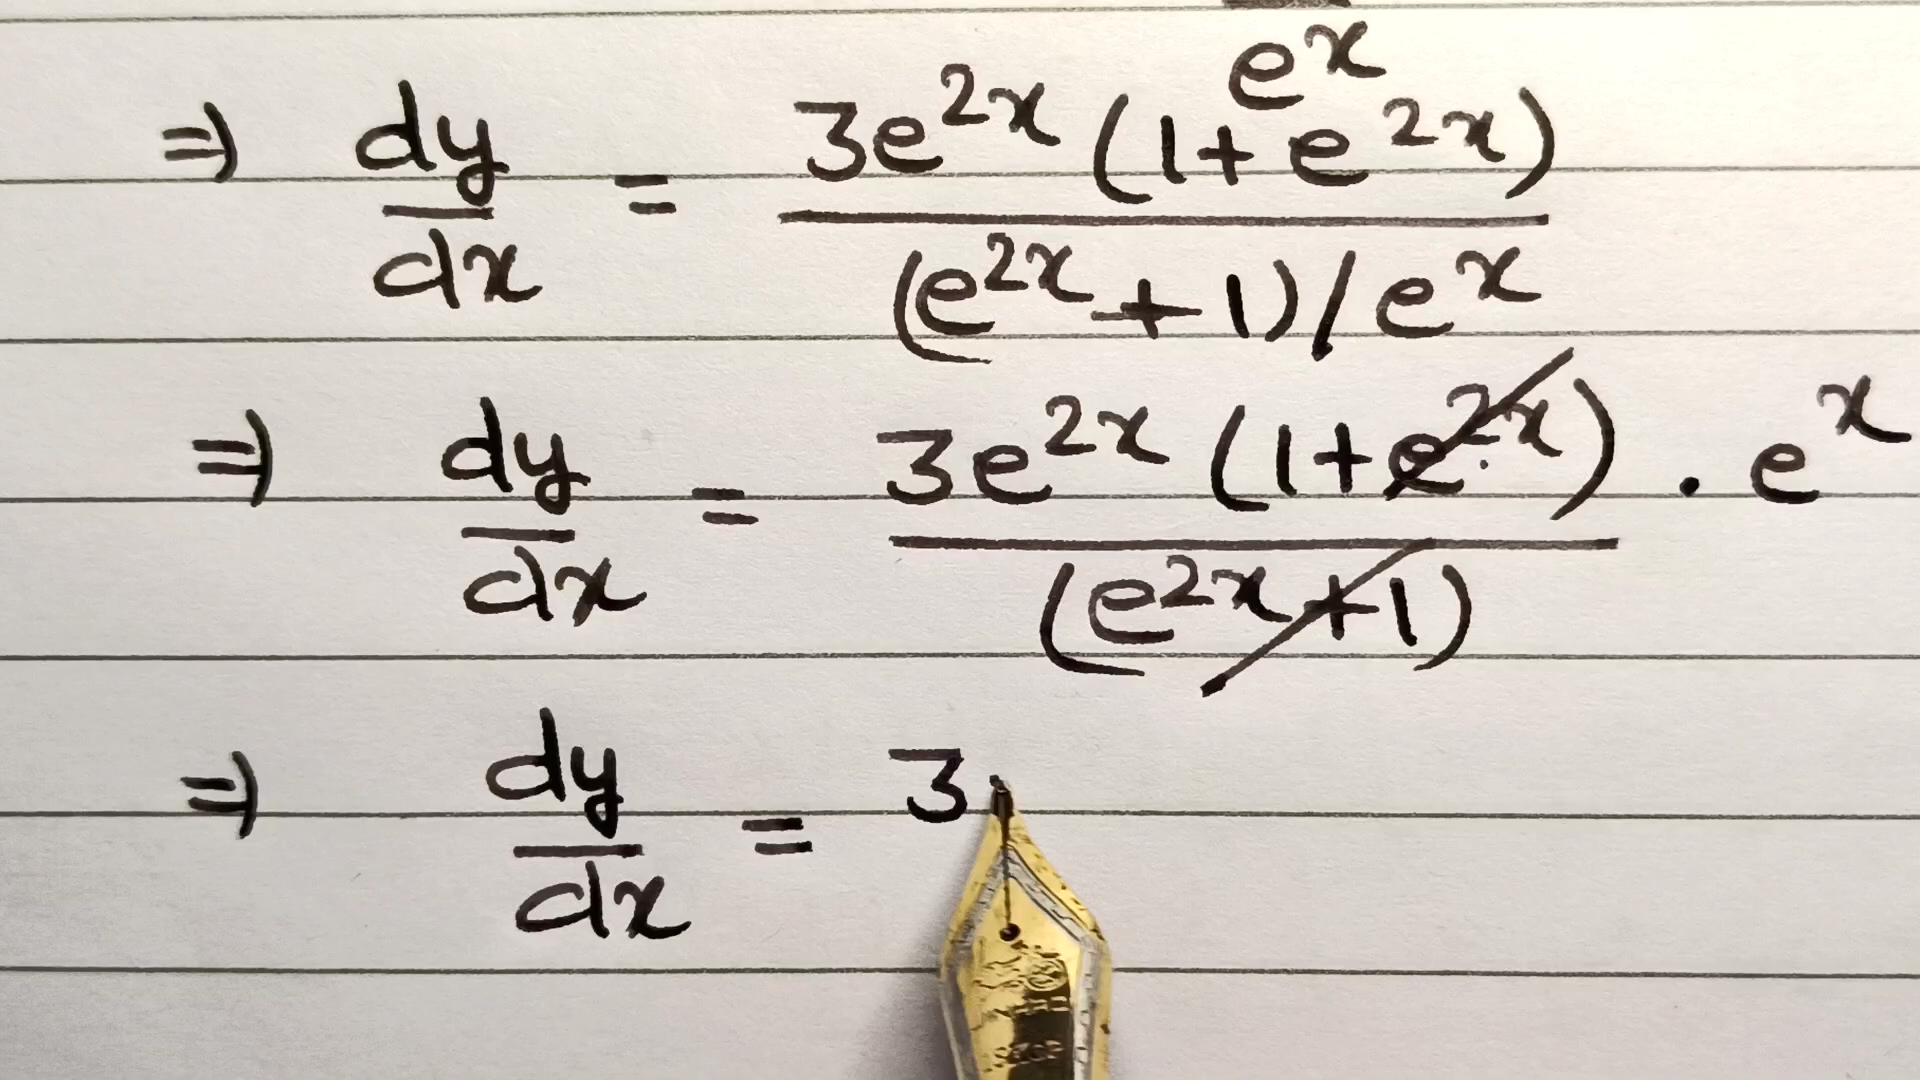 e^x
⇒ dy/dx = 3e^{2x} (1 + e^{2x}) / (e^{2x} + 1) / e^x
⇒ dy/dx = 3e^{2x} (1 + e^{2x}) / (e^{2x} + 1) . e^x
⇒ dy/dx = 3